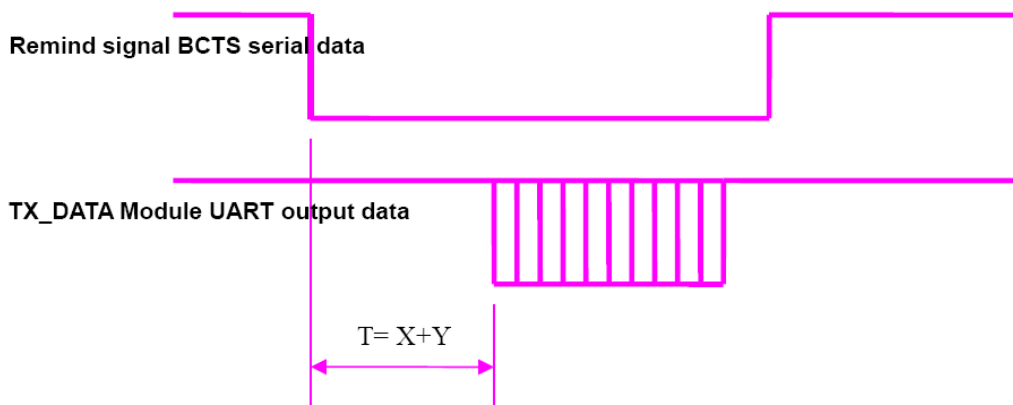 Remind signal BCTS serial data
TX_DATA Module UART output data
T= X+Y